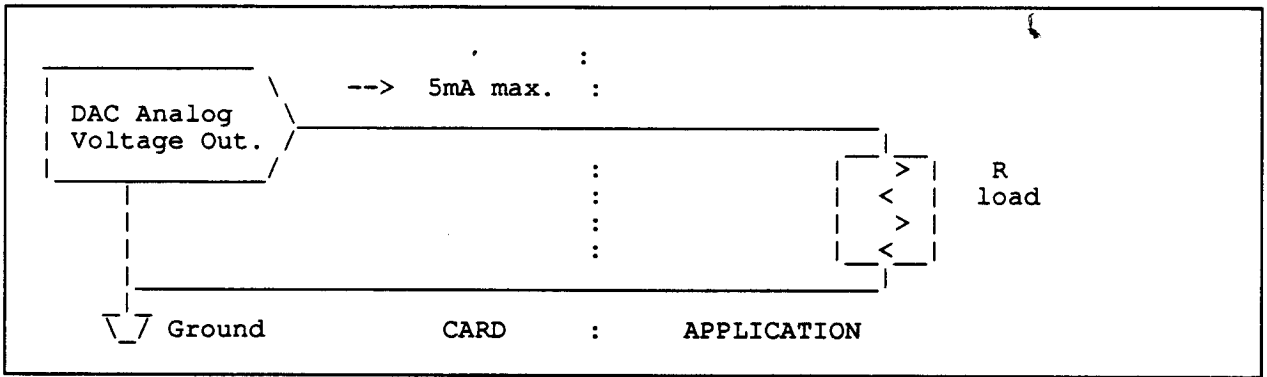 --> 5mA max. :
DAC Analog
Voltage Out.
R
load
Ground CARD : APPLICATION